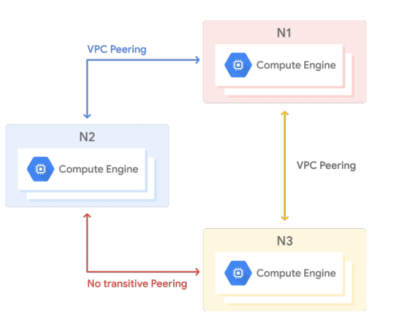 N1
VPC Peering
Compute Engine
N2
Compute Engine
VPC Peering
N3
Compute Engine
No transitive Peering